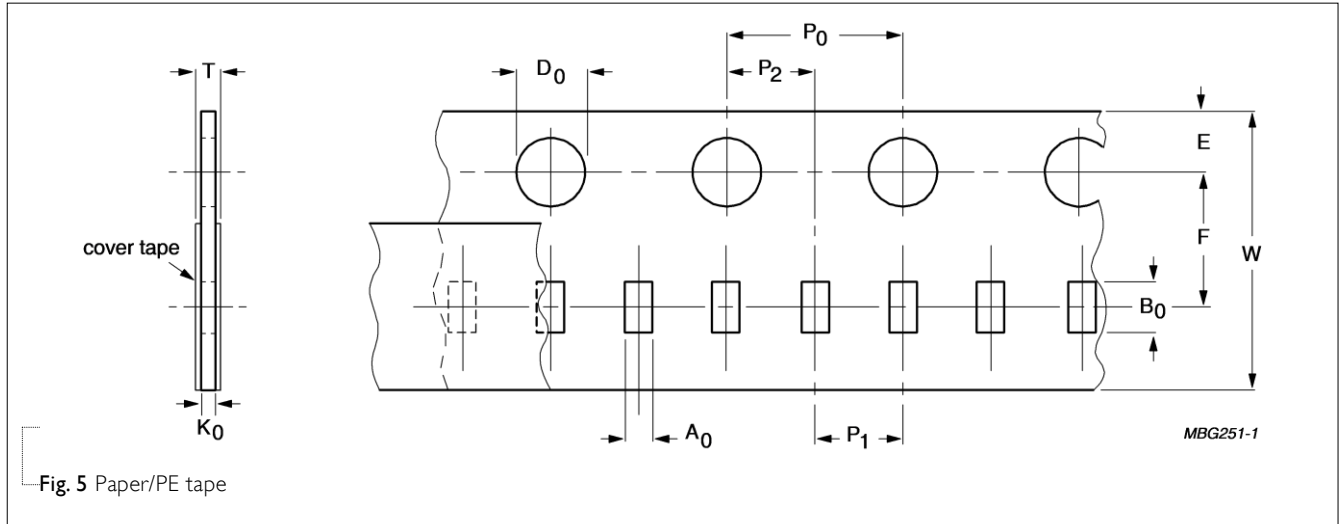 P0
T
D0
P2
E
cover tape
F
W
B0
K0
A0
P1
MBG251-1
Fig. 5 Paper/PE tape